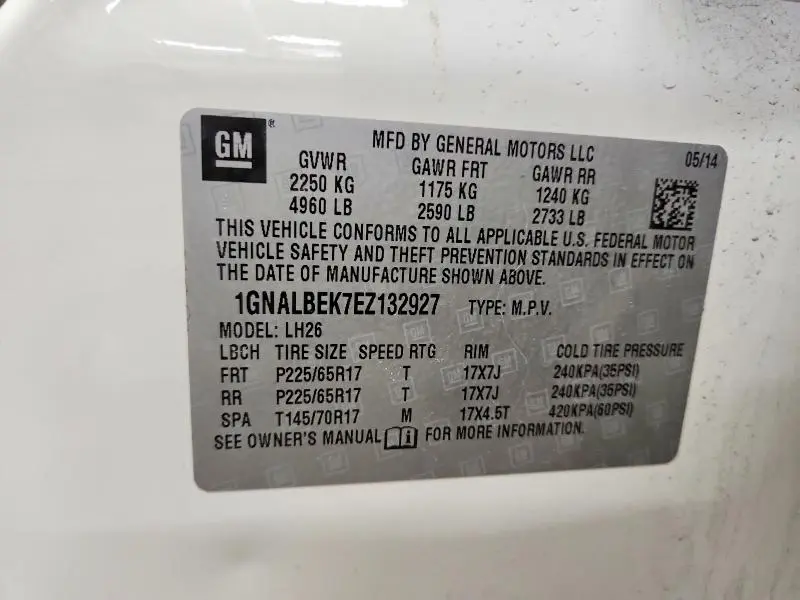 GM®
MFD BY GENERAL MOTORS LLC 05/14
GVWR GAWR FRT GAWR RR
2250 KG 1175 KG 1240 KG
4960 LB 2590 LB 2733 LB
THIS VEHICLE CONFORMS TO ALL APPLICABLE U.S. FEDERAL MOTOR
VEHICLE SAFETY AND THEFT PREVENTION STANDARDS IN EFFECT ON
THE DATE OF MANUFACTURE SHOWN ABOVE.
1GNALBEK7EZ132927 TYPE: M.P.V.
MODEL: LH26
LBCH TIRE SIZE SPEED RTG RIM COLD TIRE PRESSURE
FRT P225/65R17 T 17X7J 240KPA(35PSI)
RR P225/65R17 T 17X7J 240KPA(35PSI)
SPA T145/70R17 M 17X4.5T 420KPA(60PSI)
SEE OWNER'S MANUAL FOR MORE INFORMATION.